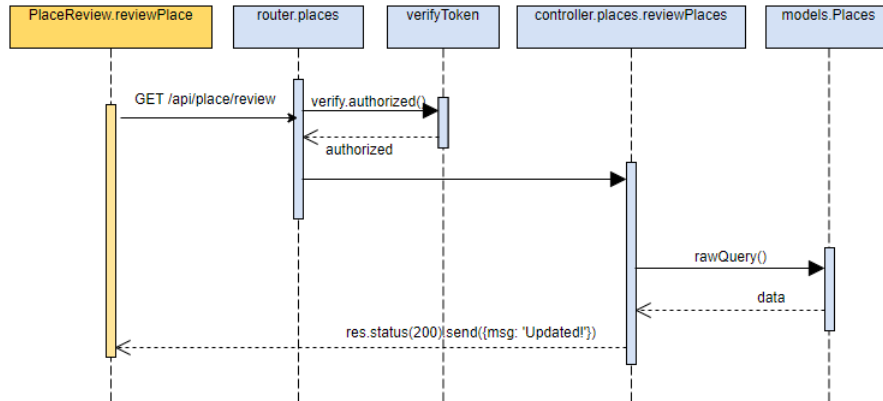 PlaceReview.reviewPlace
router.places
verifyToken
controller.places.reviewPlaces
models.Places
GET /api/place/review
verify.authorized()
authorized
rawQuery()
data
res.status(200).send({msg: 'Updated!'})